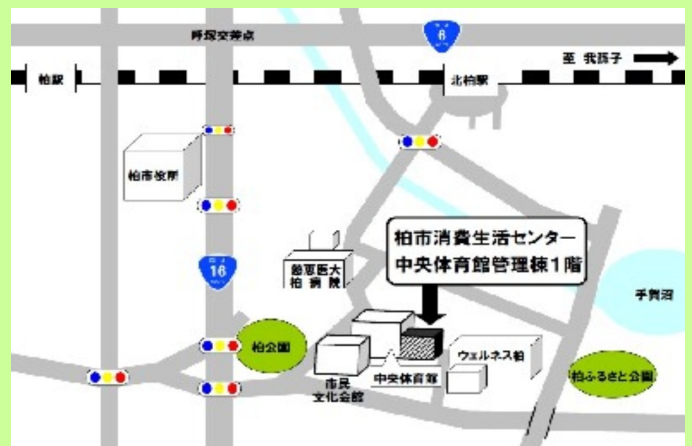 呼塚交差点
6
至 我孫子
柏駅
北柏駅
柏市役所
柏市消費生活センター
中央体育館管理棟1階
16
慈恵医大
柏病院
手賀沼
柏公園
ウェルネス柏
市民
文化会館
中央体育館
柏ふるさと公園